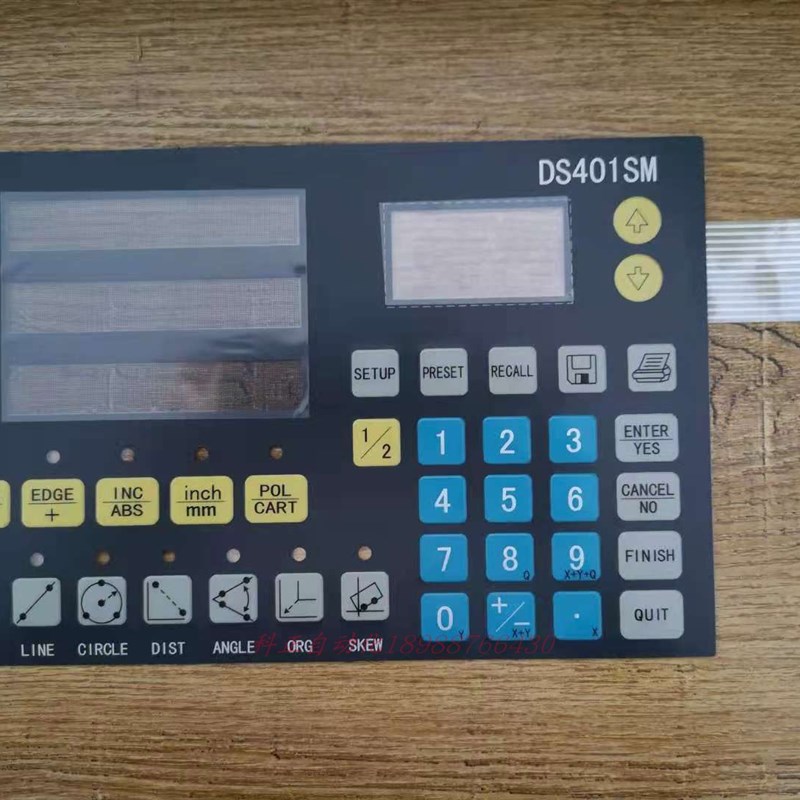 DS401SM
SETUP PRESET RECALL
1/2 1 2 3 ENTER/YES
EDGE/+ INC/ABS inch/mm POL/CART
4 5 6 CANCEL/NO
7 8 Q 9 X+Y+Q FINISH
0 Y +/- X+Y . X QUIT
LINE CIRCLE DIST ANGLE ORG SKEW
18988766430